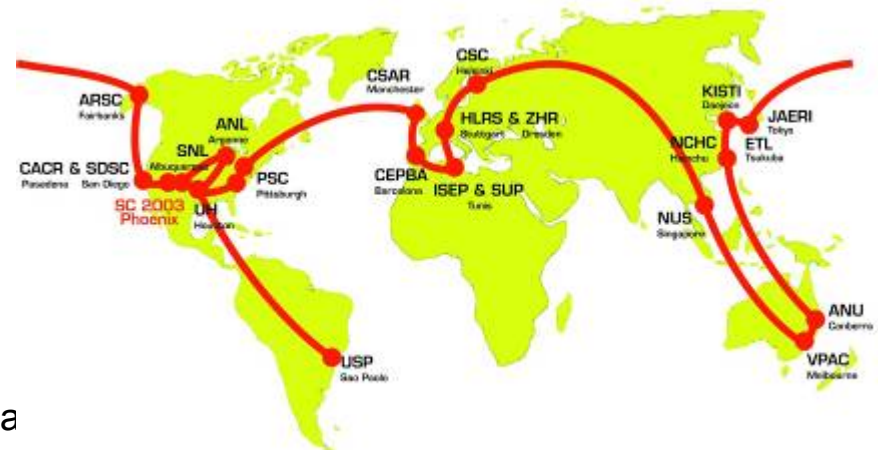 ARSC
Fairbanks
CSAR
Manchester
CSC
Helsinki
KISTI
Daejeon
JAERI
Tokyo
ANL
Argonne
HLRS & ZHR
Stuttgart Dresden
SNL
Albuquerque
NCHC
Hsinchu
ETL
Tsukuba
CACR & SDSC
Pasadena San Diego
PSC
Pittsburgh
CEPBA
Barcelona
ISEP & SUP
Tunis
SC 2003
Phoenix
UH
Houston
NUS
Singapore
ANU
Canberra
VPAC
Melbourne
USP
Sao Paolo
a